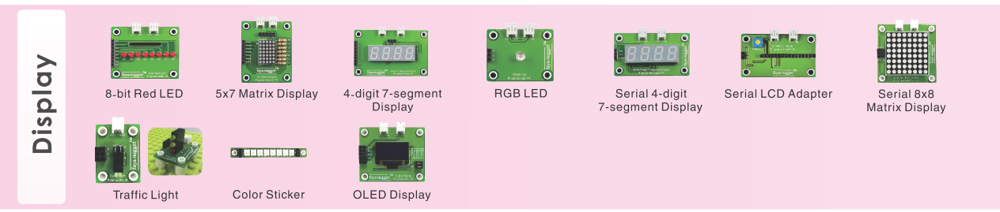 Display
8-bit Red LED
5x7 Matrix Display
4-digit 7-segment
Display
RGB LED
Serial 4-digit
7-segment Display
Serial LCD Adapter
Serial 8x8
Matrix Display
Traffic Light
Color Sticker
OLED Display